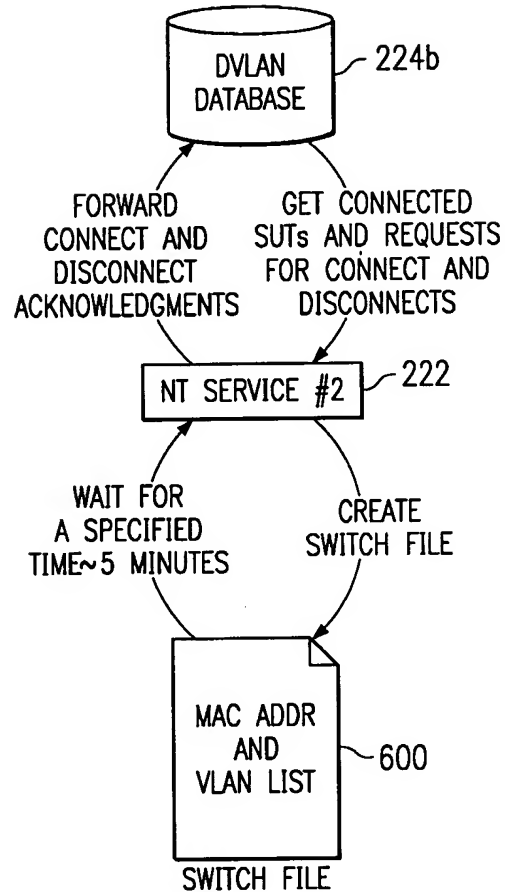 DVLAN
DATABASE
224b
FORWARD
CONNECT AND
DISCONNECT
ACKNOWLEDGMENTS
GET CONNECTED
SUTs AND REQUESTS
FOR CONNECT AND
DISCONNECTS
NT SERVICE #2
222
WAIT FOR
A SPECIFIED
TIME~5 MINUTES
CREATE
SWITCH FILE
MAC ADDR
AND
VLAN LIST
600
SWITCH FILE